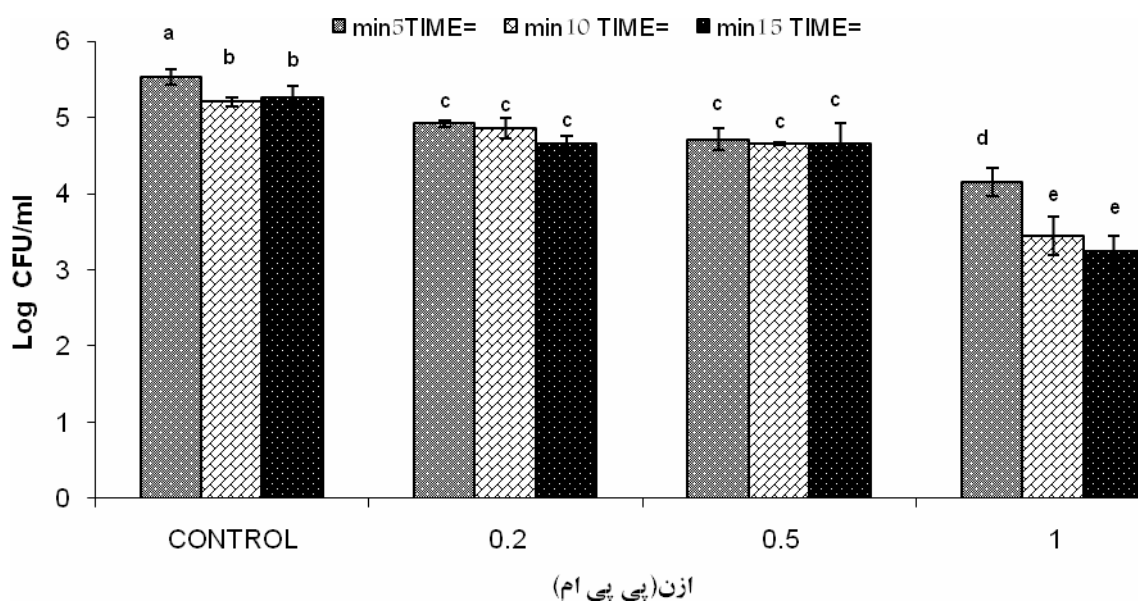 min5TIME= min10 TIME= min15 TIME=
Log CFU/ml
6
5
4
3
2
1
0
a b b
c c c
c c c
d e e
CONTROL 0.2 0.5 1
ازن(پی پی ام)